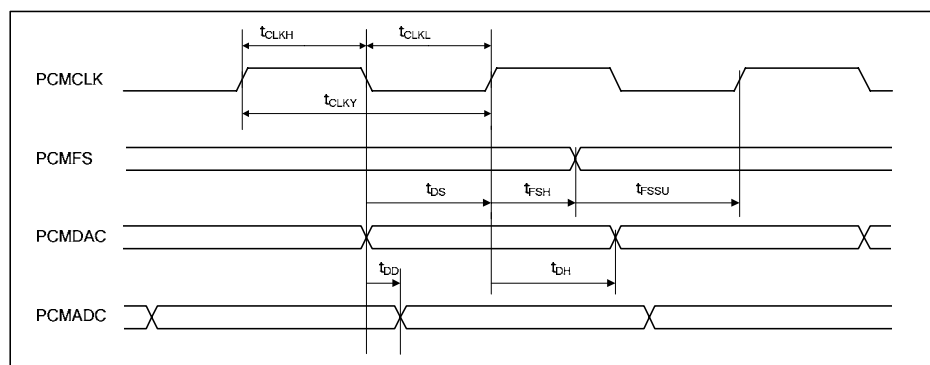 tCLKH tCLKL
PCMCLK
tCLKY
PCMFS
tDS tFSH tFSSU
PCMDAC
tDD tDH
PCMADC